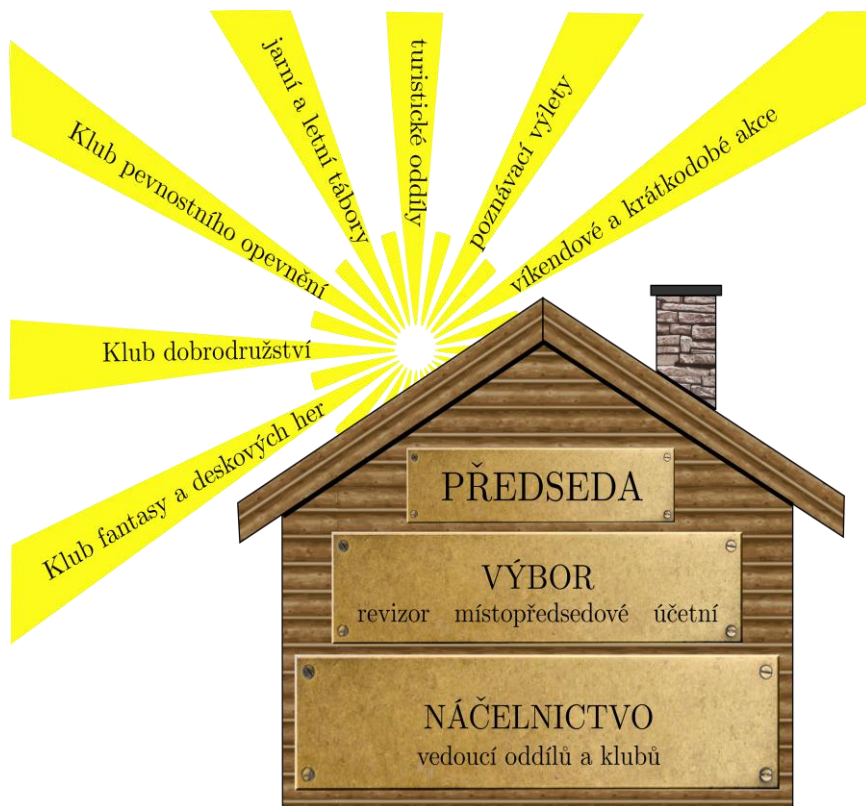 Klub fantasy a deskových her
Klub dobrodružství
Klub pevnostního opevnění
jarní a letní tábory
turistické oddíly
poznávací výlety
víkendové a krátkodobé akce
PŘEDSEDA
VÝBOR
revizor místopředsedové účetní
NÁČELNICTVO
vedoucí oddílů a klubů